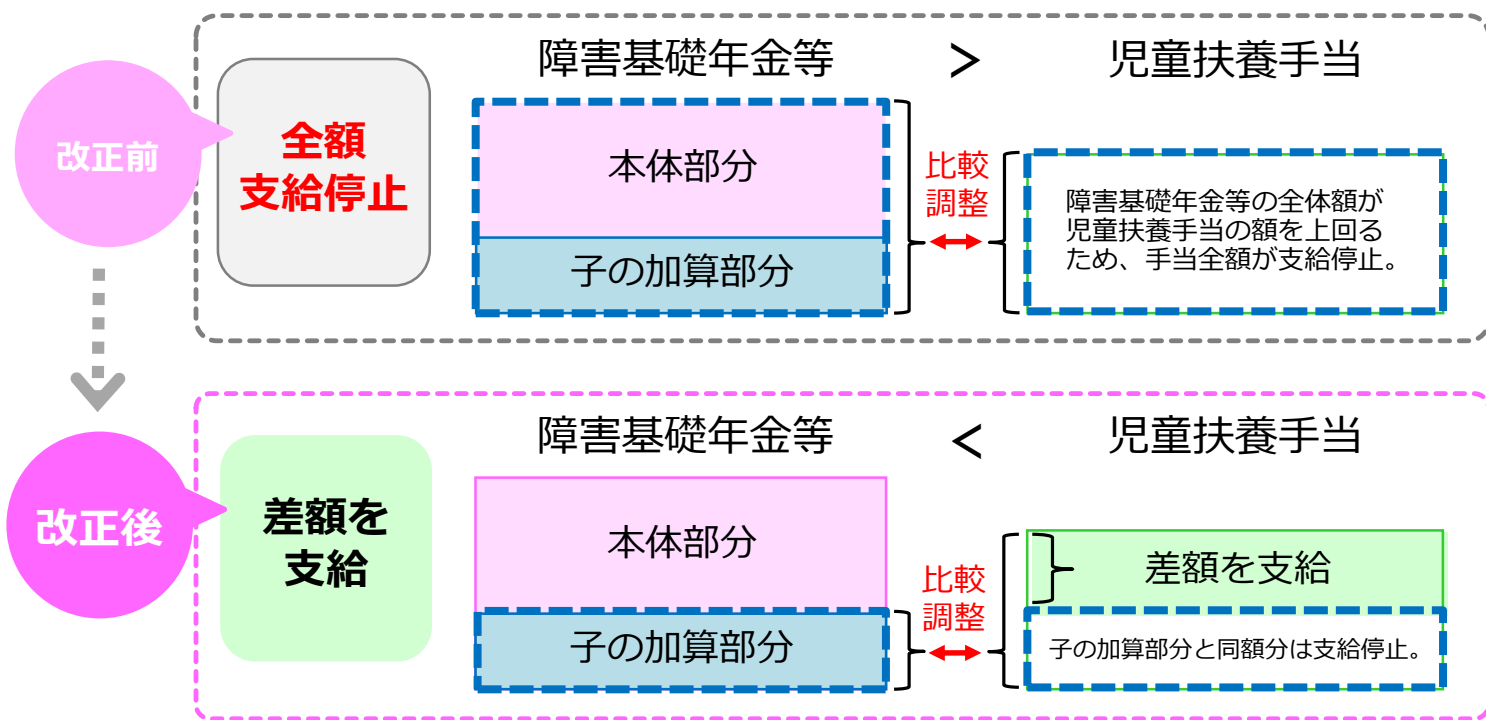 障害基礎年金等 > 児童扶養手当
改正前
全額
支給停止
本体部分
子の加算部分
比較
調整
障害基礎年金等の全体額が
児童扶養手当の額を上回る
ため、手当全額が支給停止。
障害基礎年金等 < 児童扶養手当
改正後
差額を
支給
本体部分
子の加算部分
比較
調整
差額を支給
子の加算部分と同額分は支給停止。